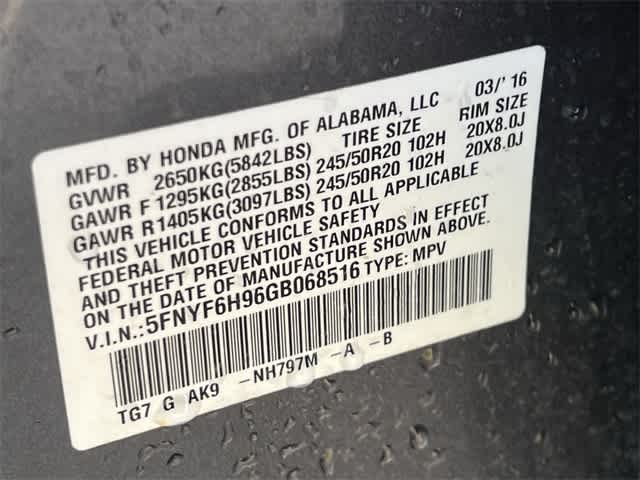 MFD. BY HONDA MFG. OF ALABAMA, LLC 03/'16
GVWR 2650KG(5842LBS) TIRE SIZE RIM SIZE
GAWR F 1295KG(2855LBS) 245/50R20 102H 20X8.0J
GAWR R 1405KG(3097LBS) 245/50R20 102H 20X8.0J
THIS VEHICLE CONFORMS TO ALL APPLICABLE
FEDERAL MOTOR VEHICLE SAFETY
AND THEFT PREVENTION STANDARDS IN EFFECT
ON THE DATE OF MANUFACTURE SHOWN ABOVE.
V.I.N.:5FNYF6H96GB068516 TYPE: MPV
TG7 G AK9 -NH797M -A -B